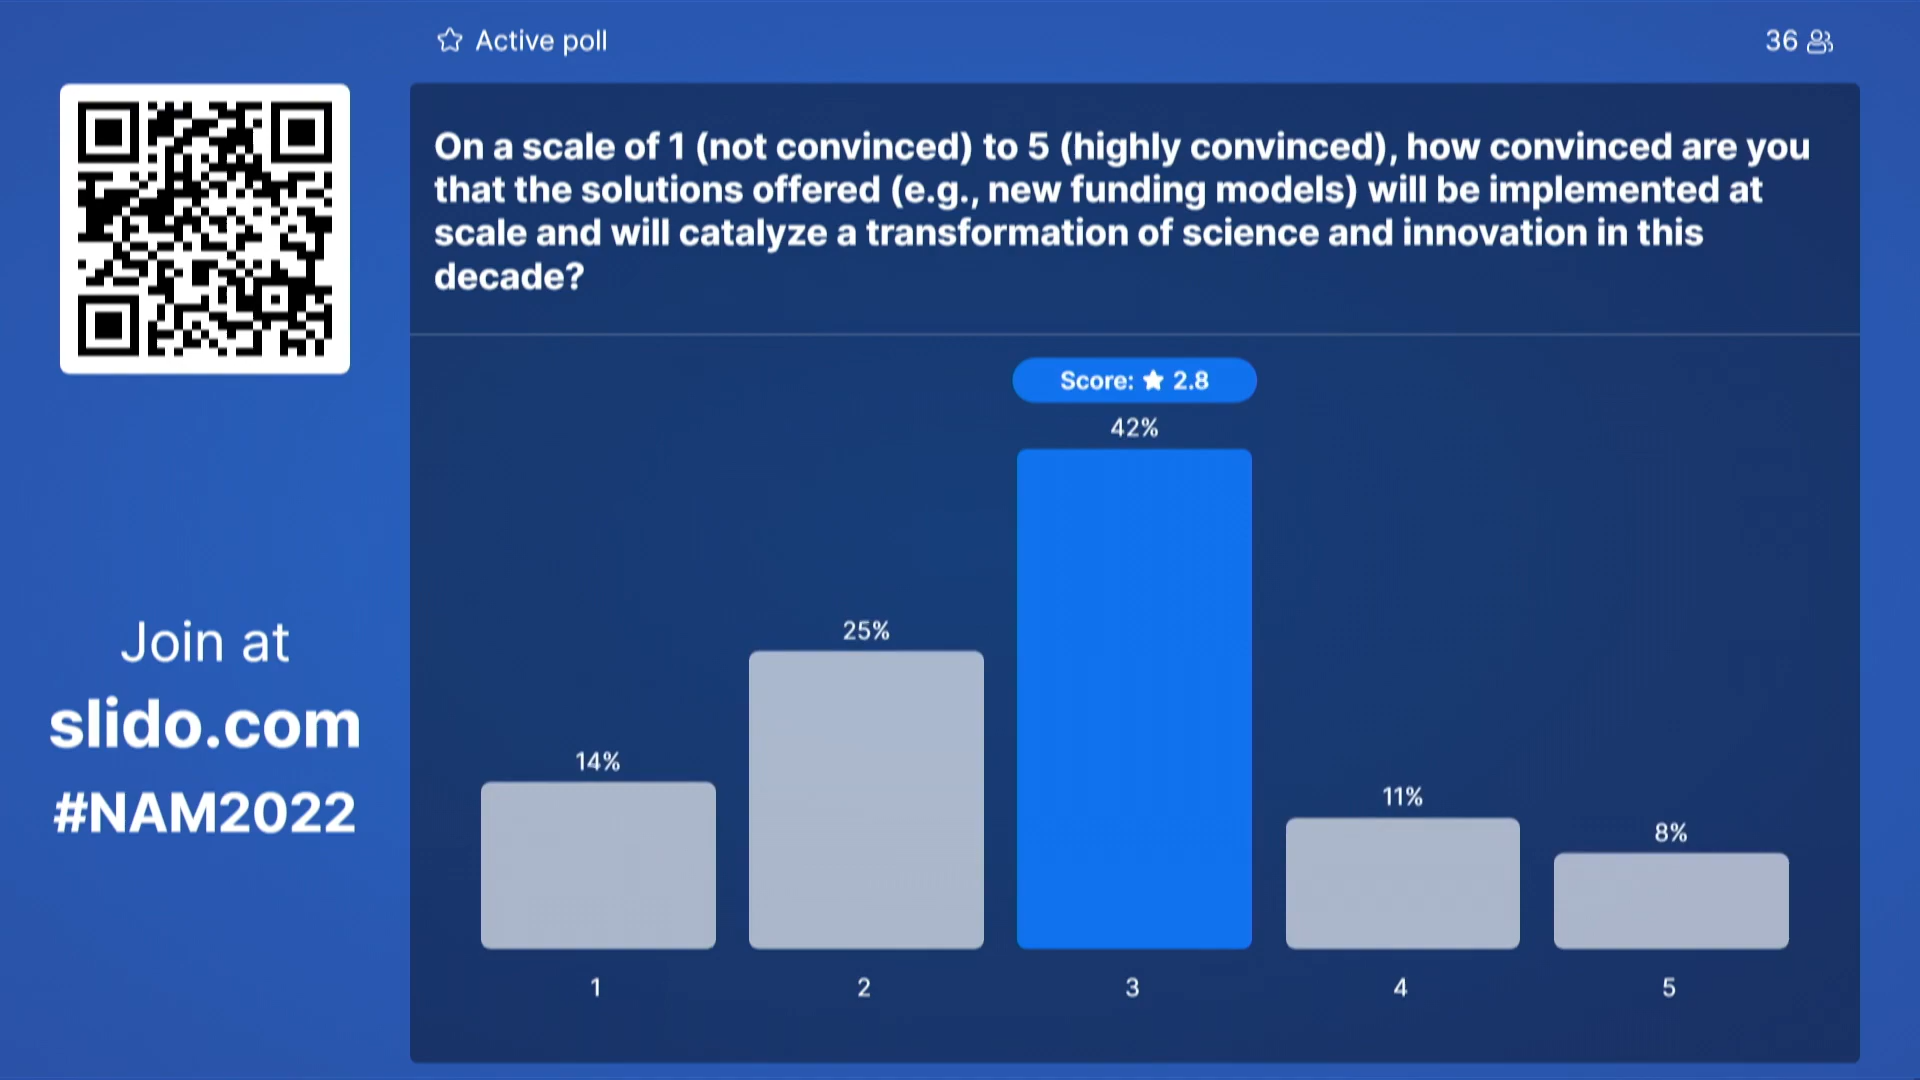 Active poll
36
On a scale of 1 (not convinced) to 5 (highly convinced), how convinced are you
that the solutions offered (e.g., new funding models) will be implemented at
scale and will catalyze a transformation of science and innovation in this
decade?
Score: ★ 2.8
42%
25%
14%
11%
8%
1
2
3
4
5
Join at
slido.com
#NAM2022